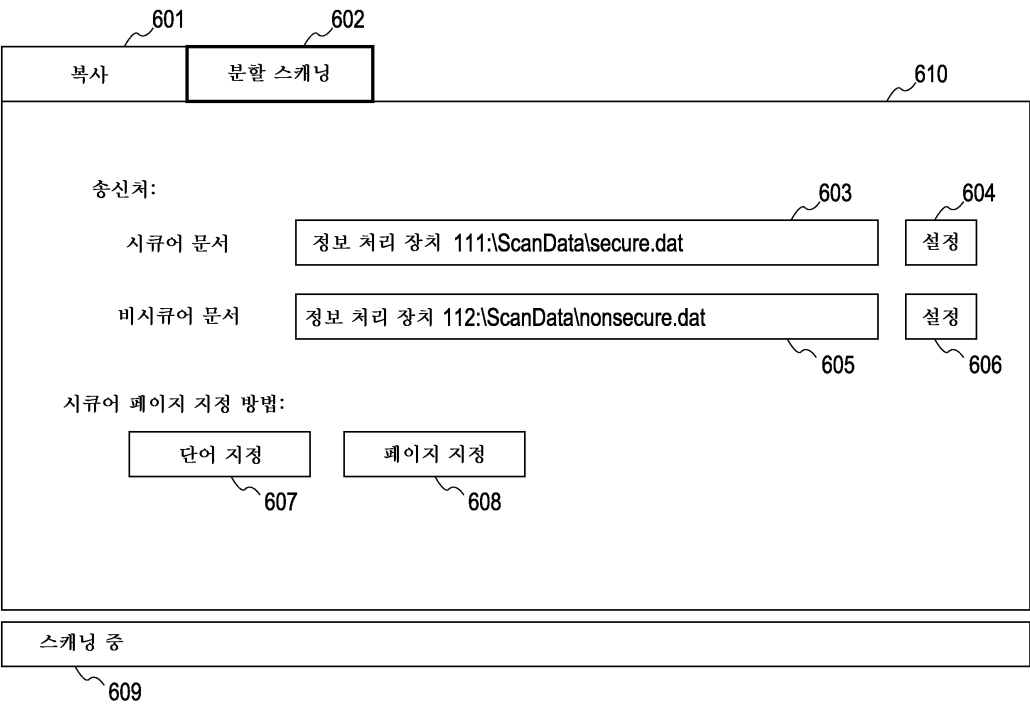 601
602
복사
분할 스캐닝
610
송신처:
603
604
시큐어 문서
정보 처리 장치 111:\ScanData\secure.dat
설정
비시큐어 문서
정보 처리 장치 112:\ScanData\nonsecure.dat
설정
605
606
시큐어 페이지 지정 방법:
단어 지정
페이지 지정
607
608
스캐닝 중
609